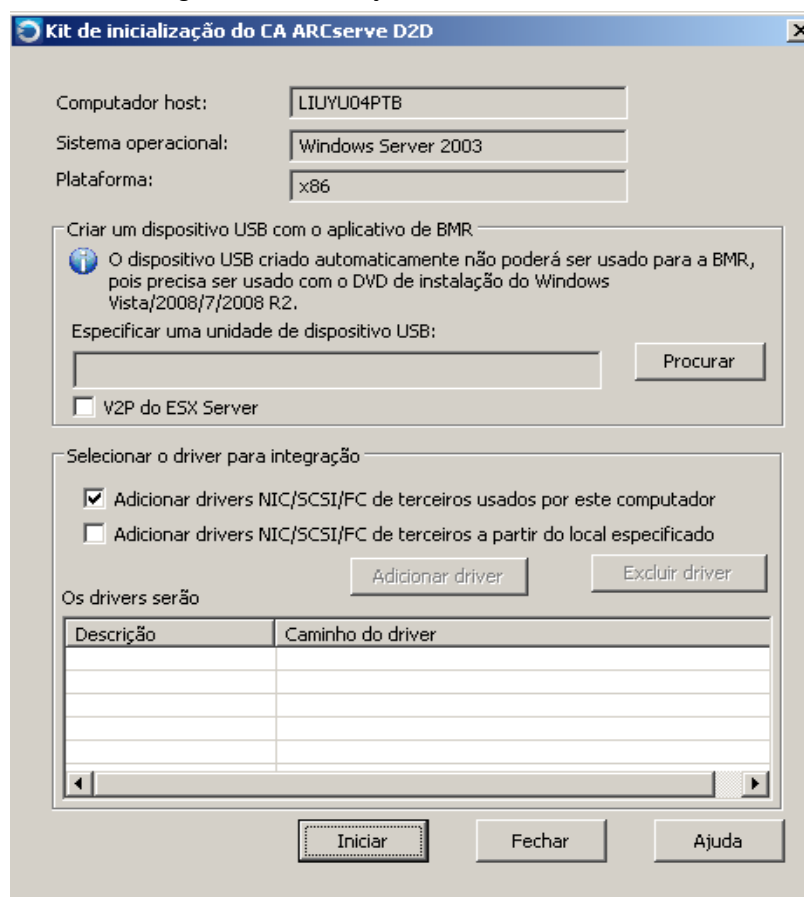 Kit de inicialização do CA ARCserve D2D
Computador host: LIUYU04PTB
Sistema operacional: Windows Server 2003
Plataforma: x86
Criar um dispositivo USB com o aplicativo de BMR
O dispositivo USB criado automaticamente não poderá ser usado para a BMR,
pois precisa ser usado com o DVD de instalação do Windows
Vista/2008/7/2008 R2.
Especificar uma unidade de dispositivo USB:
Procurar
V2P do ESX Server
Selecionar o driver para integração
Adicionar drivers NIC/SCSI/FC de terceiros usados por este computador
Adicionar drivers NIC/SCSI/FC de terceiros a partir do local especificado
Adicionar driver Excluir driver
Os drivers serão
Descrição Caminho do driver
Iniciar Fechar Ajuda